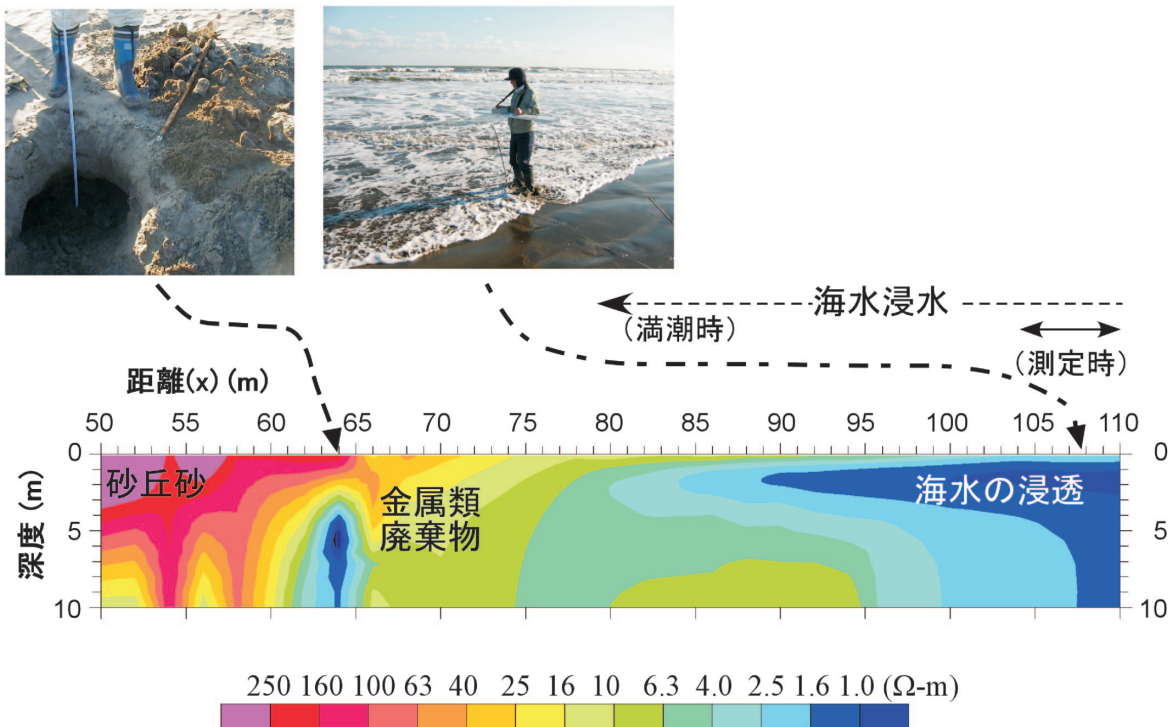 海水浸水
(満潮時)
(測定時)
距離(x) (m)
50 55 60 65 70 75 80 85 90 95 100 105 110
0 0
砂丘砂
金属類
廃棄物
海水の浸透
深度 (m)
5 5
10 10
250 160 100 63 40 25 16 10 6.3 4.0 2.5 1.6 1.0 (Ω-m)